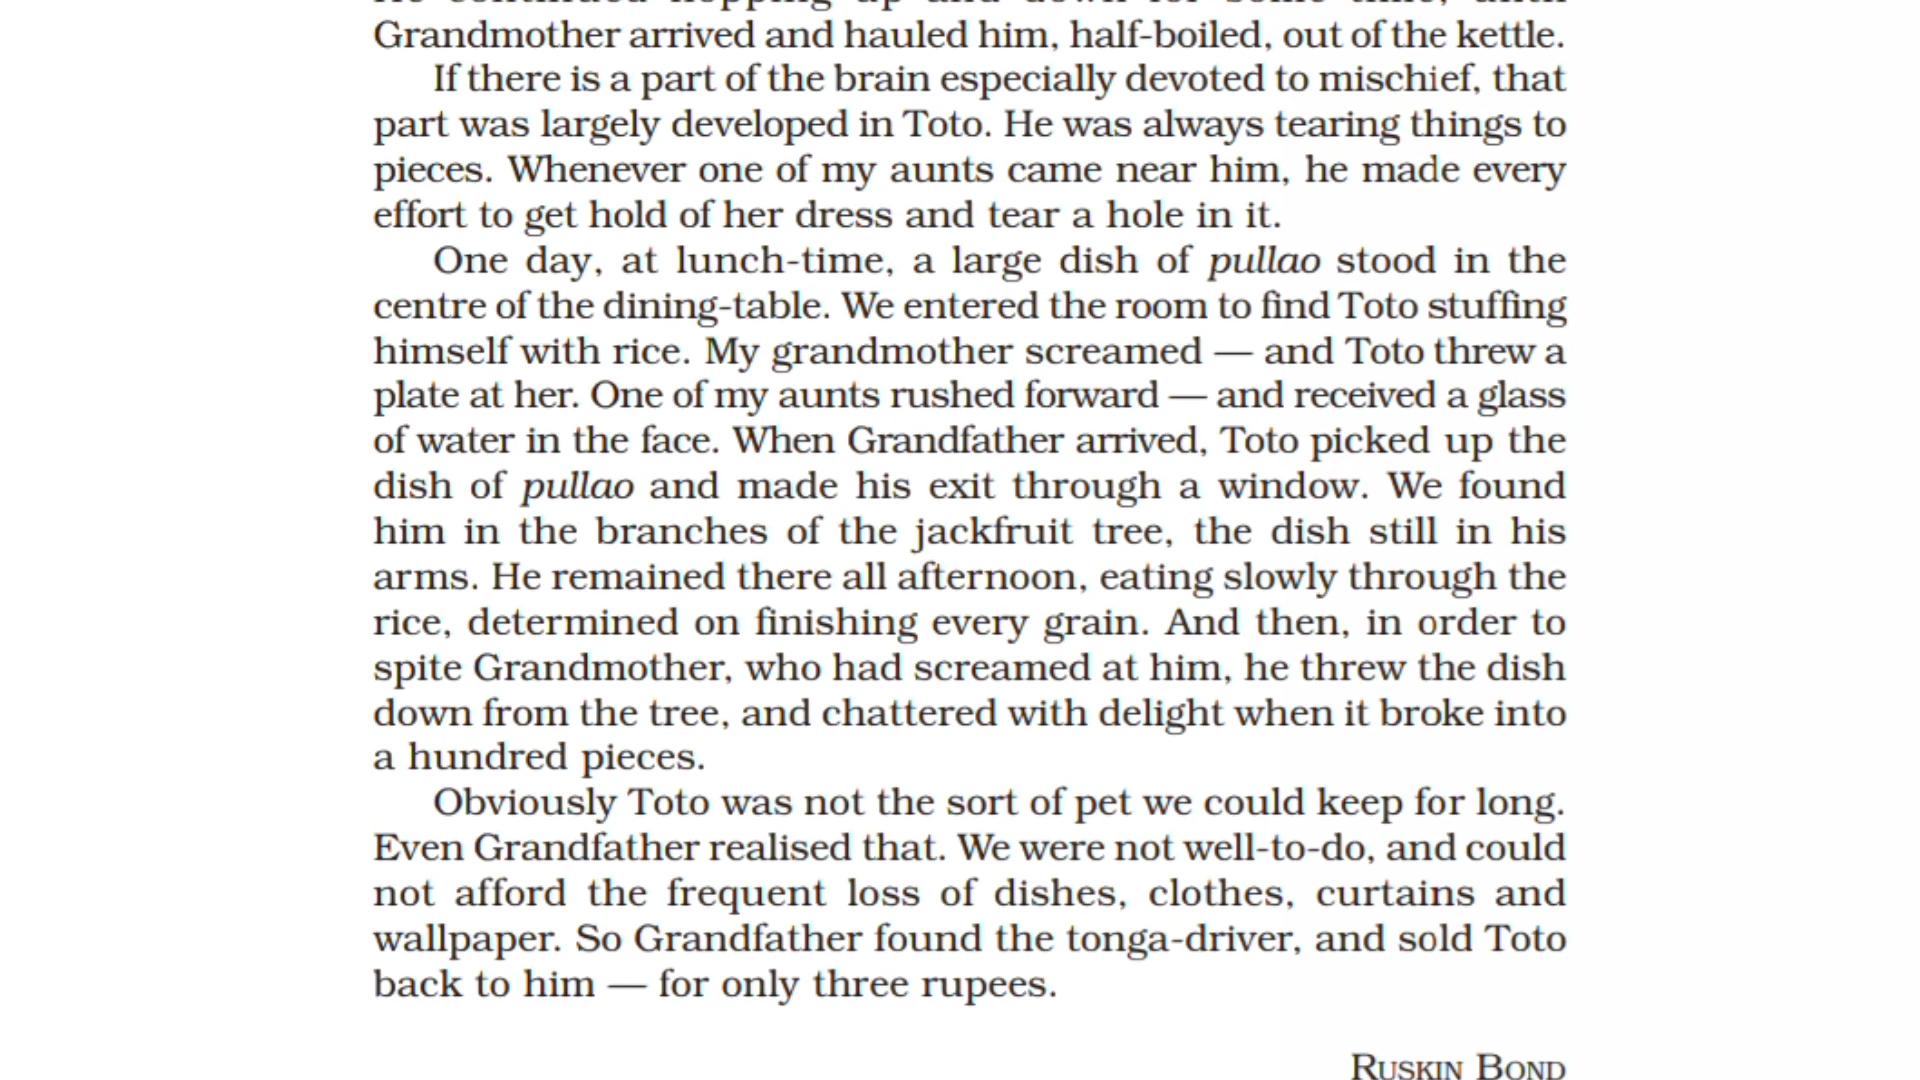 He continued hopping up and down for some time, until
Grandmother arrived and hauled him, half-boiled, out of the kettle.
If there is a part of the brain especially devoted to mischief, that
part was largely developed in Toto. He was always tearing things to
pieces. Whenever one of my aunts came near him, he made every
effort to get hold of her dress and tear a hole in it.
One day, at lunch-time, a large dish of pullao stood in the
centre of the dining-table. We entered the room to find Toto stuffing
himself with rice. My grandmother screamed — and Toto threw a
plate at her. One of my aunts rushed forward — and received a glass
of water in the face. When Grandfather arrived, Toto picked up the
dish of pullao and made his exit through a window. We found
him in the branches of the jackfruit tree, the dish still in his
arms. He remained there all afternoon, eating slowly through the
rice, determined on finishing every grain. And then, in order to
spite Grandmother, who had screamed at him, he threw the dish
down from the tree, and chattered with delight when it broke into
a hundred pieces.
Obviously Toto was not the sort of pet we could keep for long.
Even Grandfather realised that. We were not well-to-do, and could
not afford the frequent loss of dishes, clothes, curtains and
wallpaper. So Grandfather found the tonga-driver, and sold Toto
back to him — for only three rupees.
RUSKIN BOND